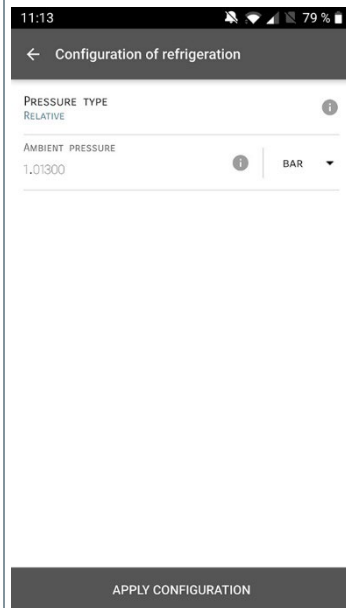 11:13
79 %
Configuration of refrigeration
PRESSURE TYPE
RELATIVE
AMBIENT PRESSURE
1.01300
BAR
APPLY CONFIGURATION